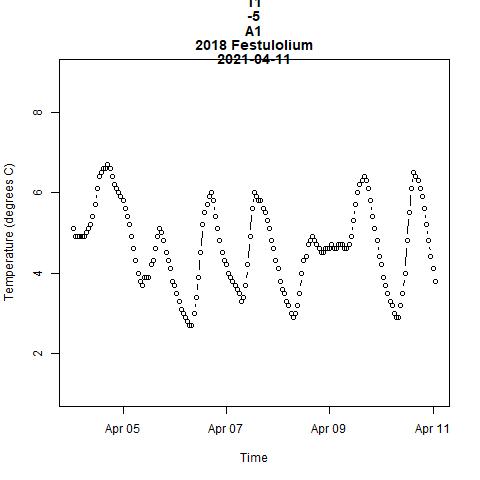 -5
A1
2018 Festulolium
2021-04-11
8
6
4
2
Temperature (degrees C)
Apr 05 Apr 07 Apr 09 Apr 11
Time